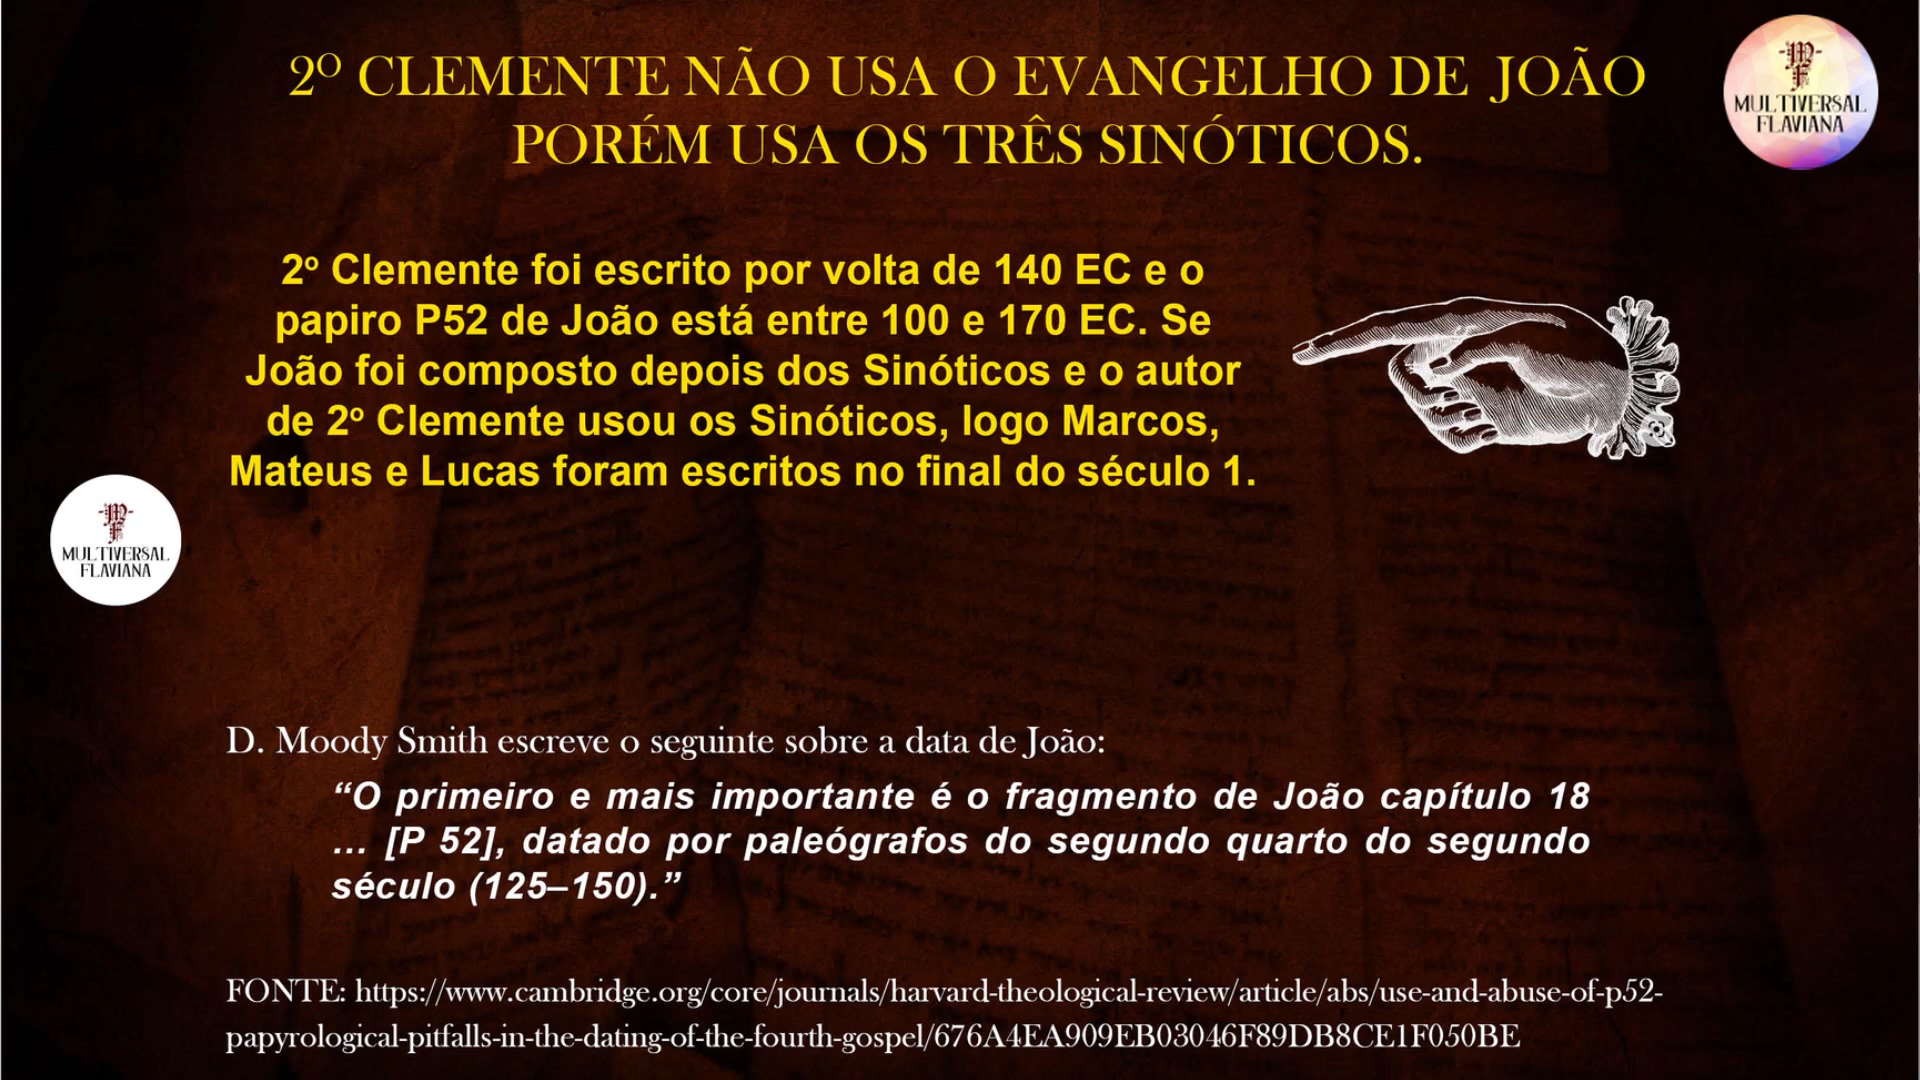 2º CLEMENTE NÃO USA O EVANGELHO DE JOÃO
PORÉM USA OS TRÊS SINÓTICOS.
MULTIVERSAL
FLAVIANA
2º Clemente foi escrito por volta de 140 EC e o
papiro P52 de João está entre 100 e 170 EC. Se
João foi composto depois dos Sinóticos e o autor
de 2º Clemente usou os Sinóticos, logo Marcos,
Mateus e Lucas foram escritos no final do século 1.
MULTIVERSAL
FLAVIANA
D. Moody Smith escreve o seguinte sobre a data de João:
“O primeiro e mais importante é o fragmento de João capítulo 18
... [P 52], datado por paleógrafos do segundo quarto do segundo
século (125–150).”
FONTE: https://www.cambridge.org/core/journals/harvard-theological-review/article/abs/use-and-abuse-of-p52-
papyrological-pitfalls-in-the-dating-of-the-fourth-gospel/676A4EA909EB03046F89DB8CE1F050BE